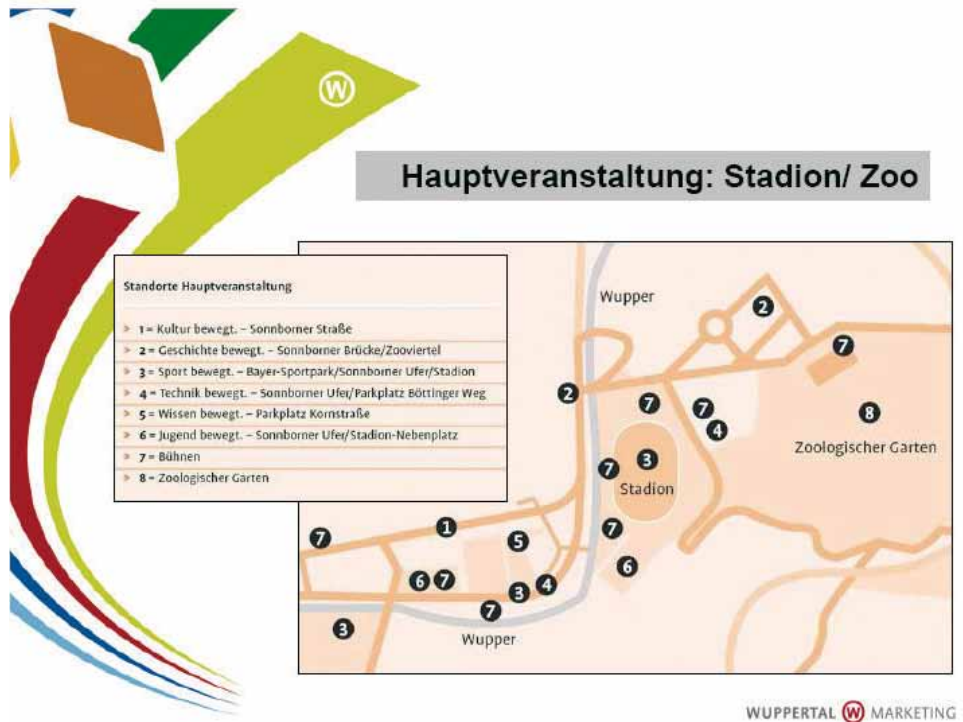 W
Hauptveranstaltung: Stadion/ Zoo
Standorte Hauptveranstaltung
» 1 = Kultur bewegt. – Sonnborner Straße
» 2 = Geschichte bewegt. – Sonnborner Brücke/Zooviertel
» 3 = Sport bewegt. – Bayer-Sportpark/Sonnborner Ufer/Stadion
» 4 = Technik bewegt. – Sonnborner Ufer/Parkplatz Böttinger Weg
» 5 = Wissen bewegt. – Parkplatz Kornstraße
» 6 = Jugend bewegt. – Sonnborner Ufer/Stadion-Nebenplatz
» 7 = Bühnen
» 8 = Zoologischer Garten
Wupper
2
7
2
7
7
8
4
Zoologischer Garten
7
3
Stadion
7
1
7
5
6
6
7
4
3
7
3
Wupper
WUPPERTAL W MARKETING